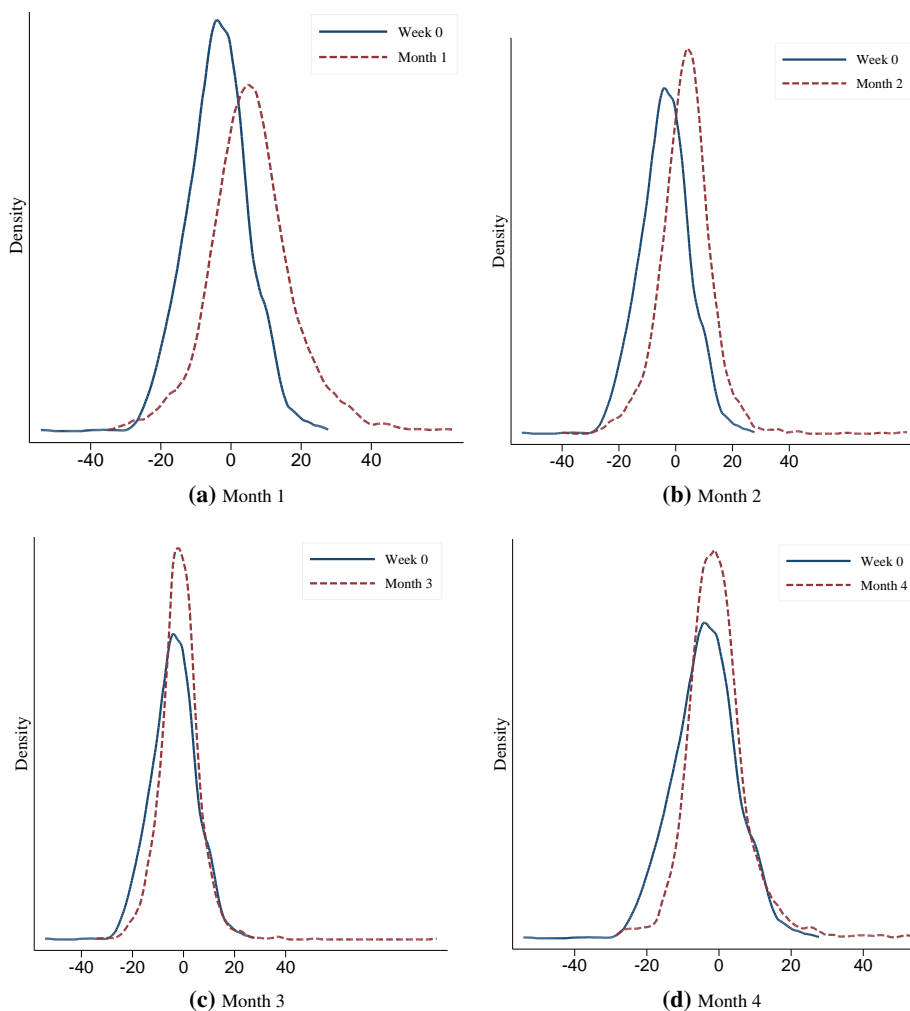 Week 0
Month 1
Density
-40 -20 0 20 40
(a) Month 1
Week 0
Month 2
Density
-40 -20 0 20 40
(b) Month 2
Week 0
Month 3
Density
-40 -20 0 20 40
(c) Month 3
Week 0
Month 4
Density
-40 -20 0 20 40
(d) Month 4